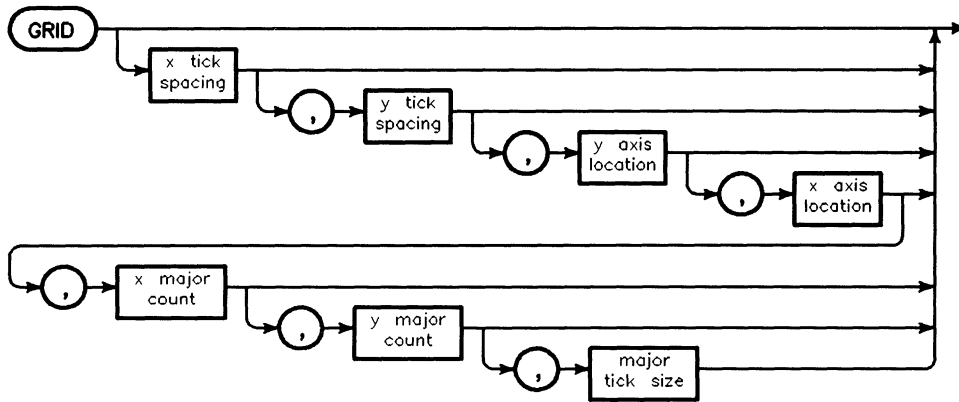 GRID
x tick
spacing
,
y tick
spacing
,
y axis
location
,
x axis
location
,
x major
count
,
y major
count
,
major
tick size